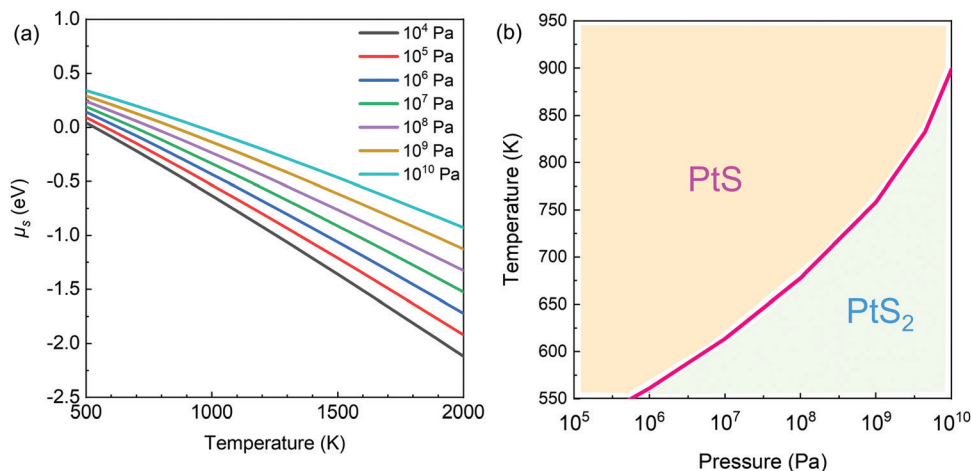 (a)
1.0
0.5
0.0
-0.5
-1.0
-1.5
-2.0
-2.5
μs (eV)
500
1000
1500
2000
Temperature (K)
10⁴ Pa
10⁵ Pa
10⁶ Pa
10⁷ Pa
10⁸ Pa
10⁹ Pa
10¹⁰ Pa
(b)
950
900
850
800
750
700
650
600
550
Temperature (K)
PtS
PtS₂
10⁵
10⁶
10⁷
10⁸
10⁹
10¹⁰
Pressure (Pa)